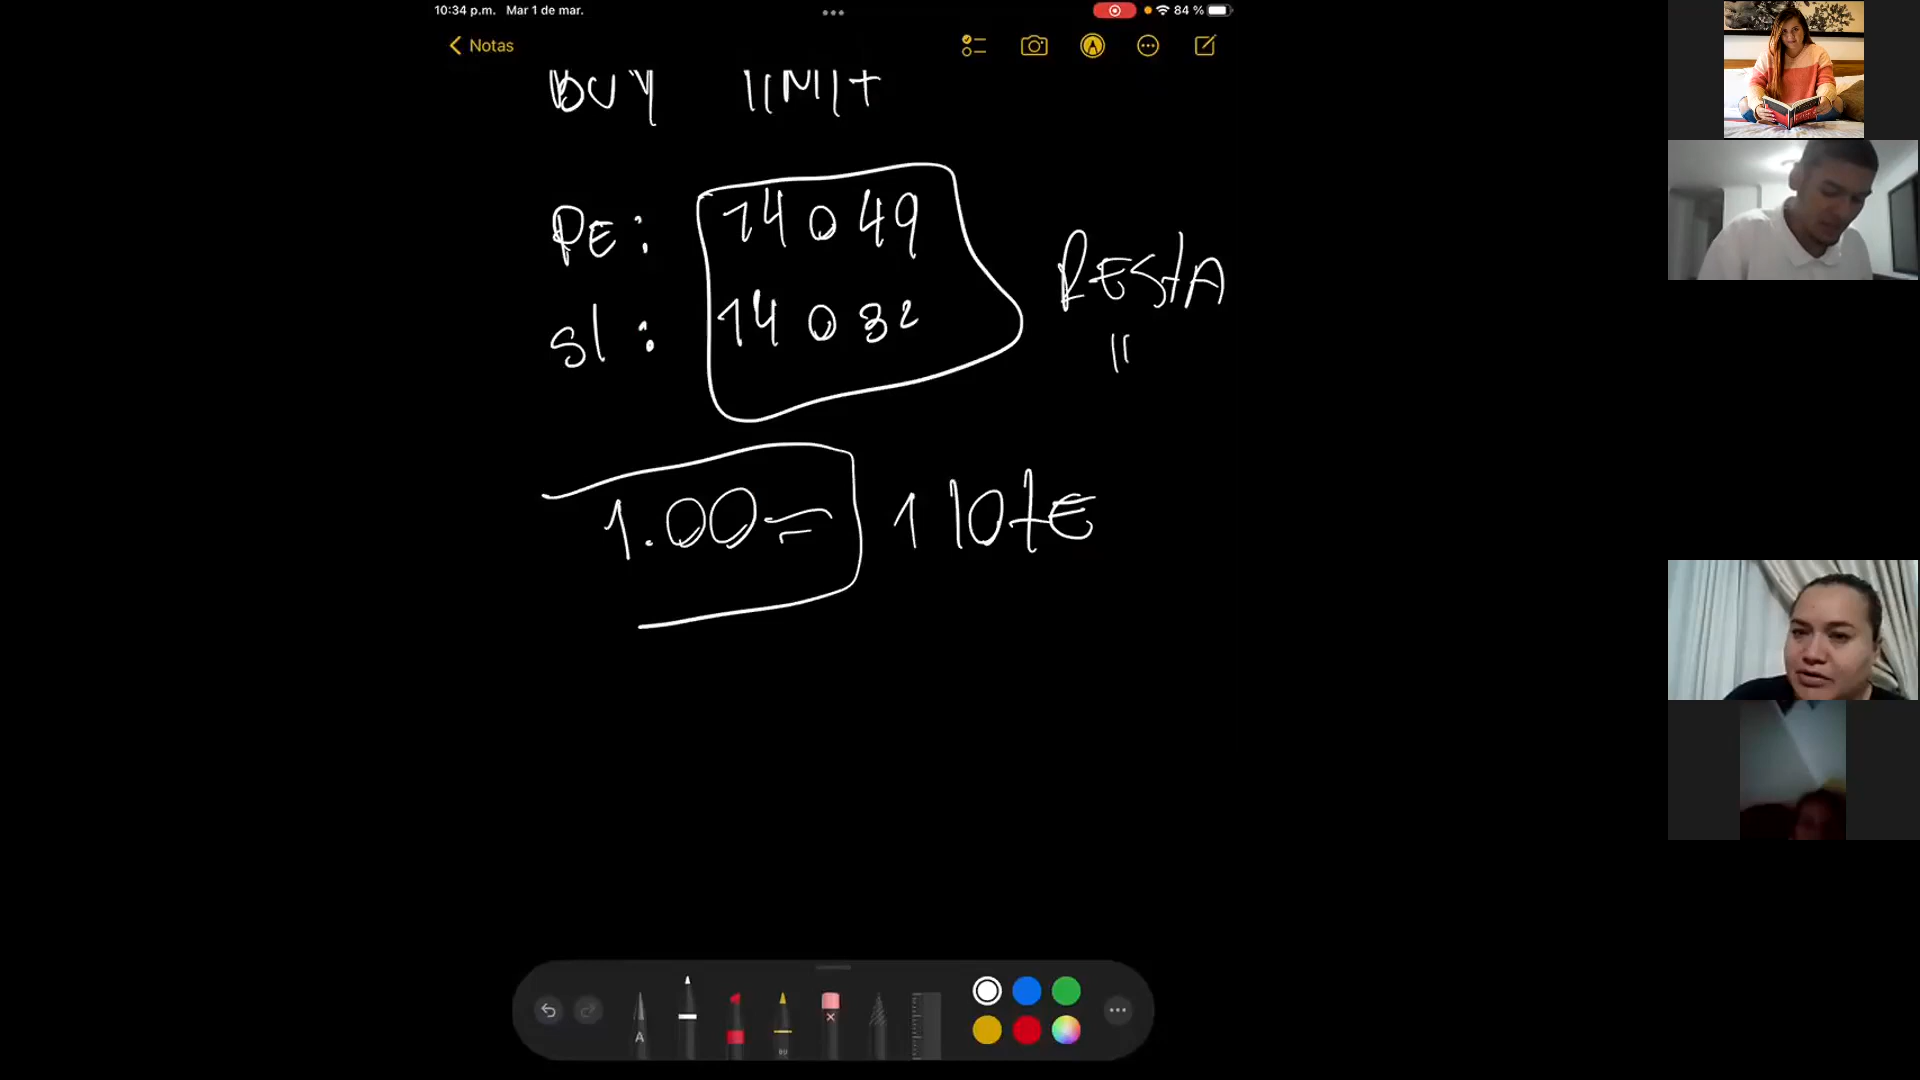 10:34 p.m. Mar 1 de mar.
84 %
Notas
BUY limit
PE: 14049
sl: 14032
RESTA
=
1.00 = 1 lotE
A
80